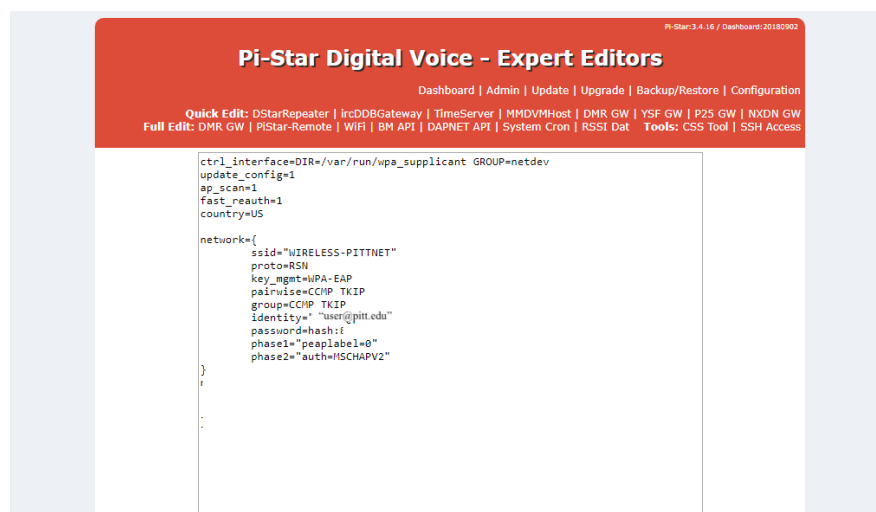 Pi-Star:3.4.16 / Dashboard:20180902
Pi-Star Digital Voice - Expert Editors
Dashboard | Admin | Update | Upgrade | Backup/Restore | Configuration
Quick Edit: DStarRepeater | ircDDBGateway | TimeServer | MMDVMHost | DMR GW | YSF GW | P25 GW | NXDN GW
Full Edit: DMR GW | PiStar-Remote | WiFi | BM API | DAPNET API | System Cron | RSSI Dat Tools: CSS Tool | SSH Access
ctrl_interface=DIR=/var/run/wpa_supplicant GROUP=netdev
update_config=1
ap_scan=1
fast_reauth=1
country=US
network={
ssid="WIRELESS-PITTNET"
proto=RSN
key_mgmt=WPA-EAP
pairwise=CCMP TKIP
group=CCMP TKIP
identity=" “user@pitt.edu”
password=hash:
phase1="peaplabel=0"
phase2="auth=MSCHAPV2"
}